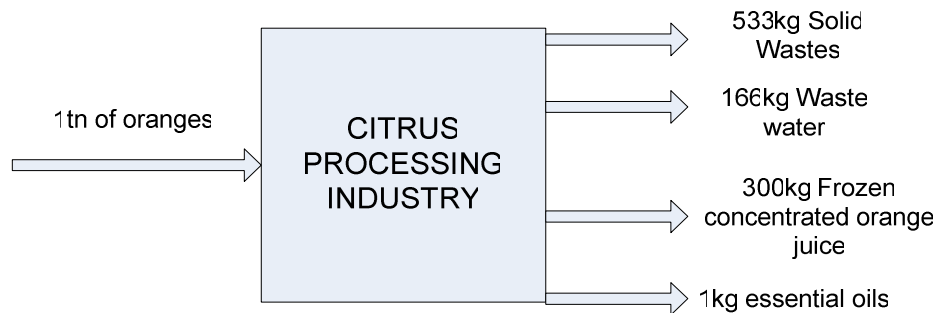 1tn of oranges
CITRUS
PROCESSING
INDUSTRY
533kg Solid
Wastes
166kg Waste
water
300kg Frozen
concentrated orange
juice
1kg essential oils